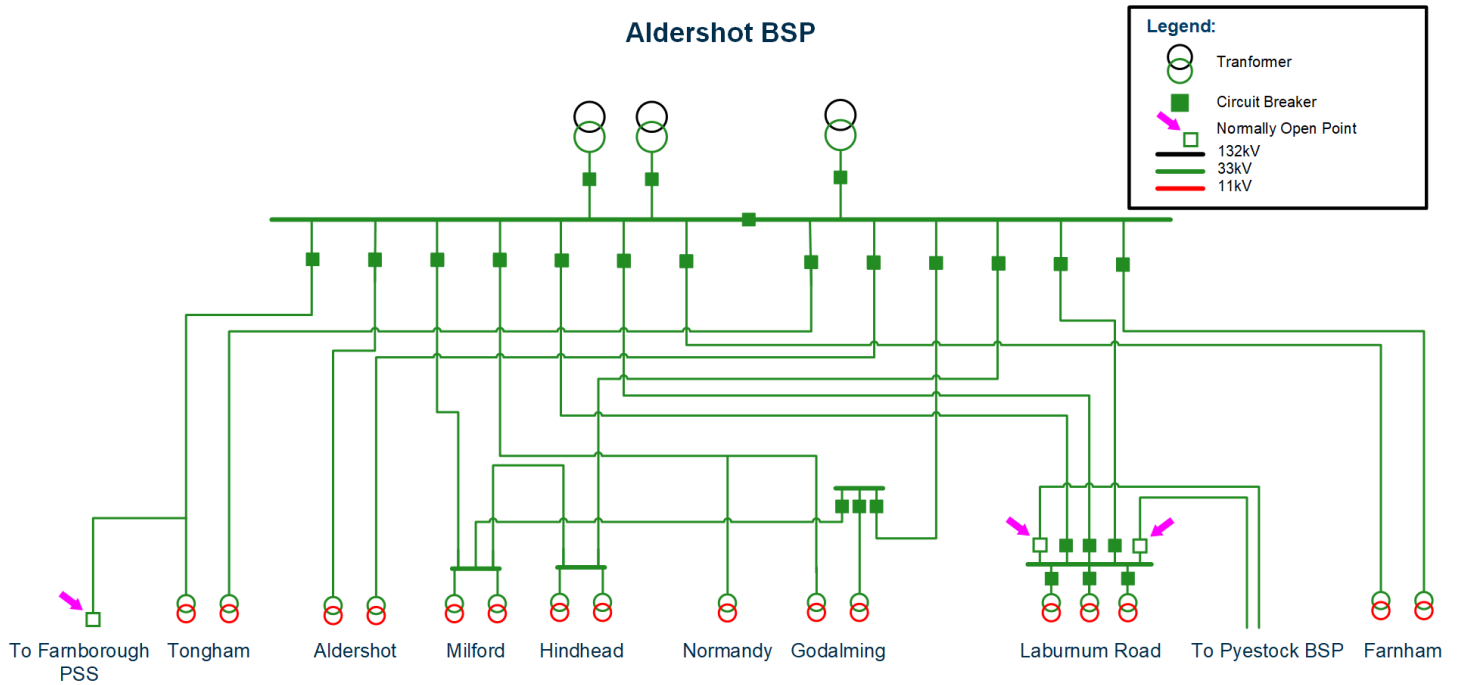 Aldershot BSP
Legend:
Tranformer
Circuit Breaker
Normally Open Point
132kV
33kV
11kV
To Farnborough
PSS
Tongham
Aldershot
Milford
Hindhead
Normandy
Godalming
Laburnum Road
To Pyestock BSP
Farnham